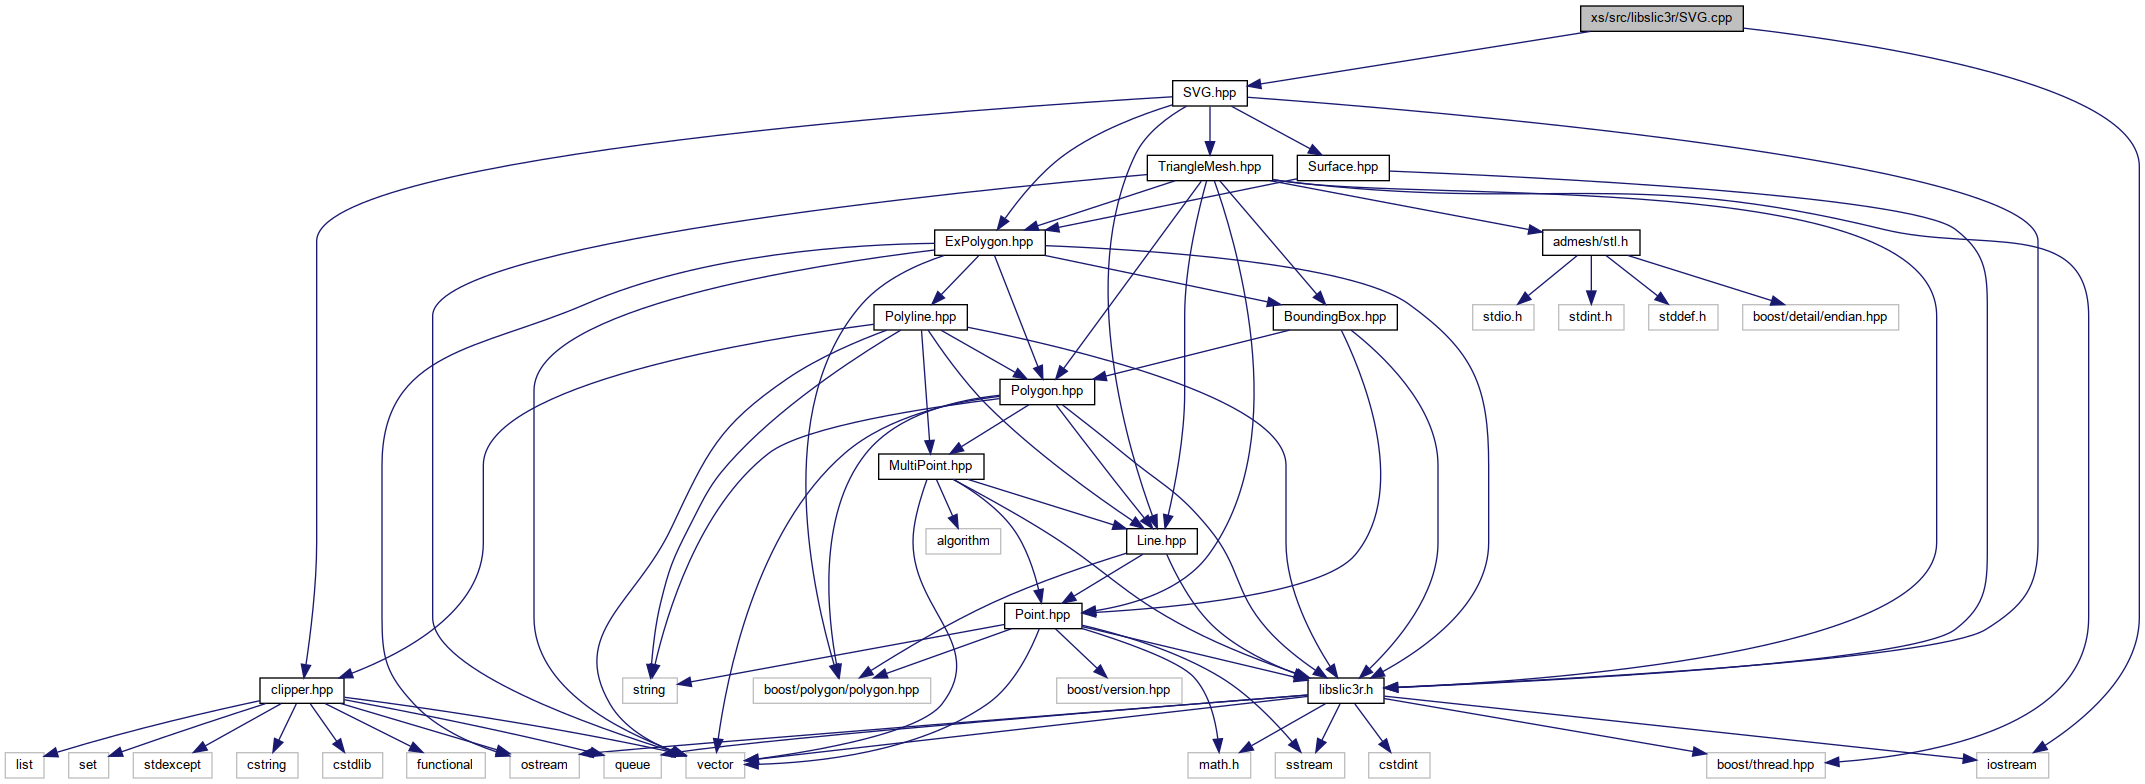 xs/src/libslic3r/SVG.cpp
SVG.hpp
TriangleMesh.hpp
Surface.hpp
ExPolygon.hpp
admesh/stl.h
Polyline.hpp
BoundingBox.hpp
stdio.h
stdint.h
stddef.h
boost/detail/endian.hpp
Polygon.hpp
MultiPoint.hpp
algorithm
Line.hpp
Point.hpp
clipper.hpp
string
boost/polygon/polygon.hpp
boost/version.hpp
libslic3r.h
list
set
stdexcept
cstring
cstdlib
functional
ostream
queue
vector
math.h
sstream
cstdint
boost/thread.hpp
iostream